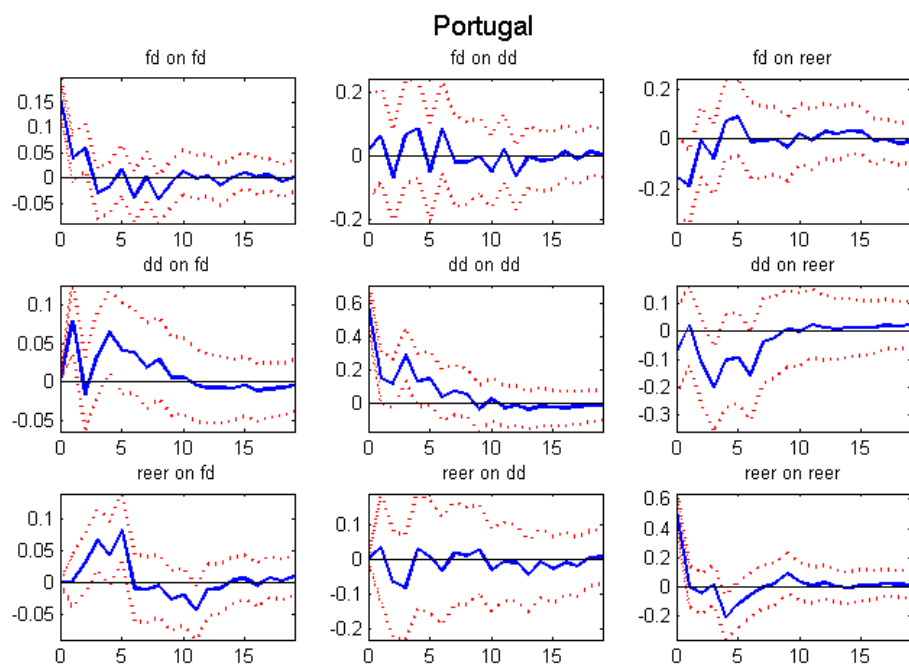 Portugal
fd on fd
fd on dd
fd on reer
0.15
0.1
0.05
0
-0.05
0 5 10 15
0.2
0
-0.2
0 5 10 15
0.2
0
-0.2
0 5 10 15
dd on fd
dd on dd
dd on reer
0.1
0.05
0
-0.05
0 5 10 15
0.6
0.4
0.2
0
0 5 10 15
0.1
0
-0.1
-0.2
-0.3
0 5 10 15
reer on fd
reer on dd
reer on reer
0.1
0.05
0
-0.05
0 5 10 15
0.1
0
-0.1
-0.2
0 5 10 15
0.6
0.4
0.2
0
-0.2
0 5 10 15